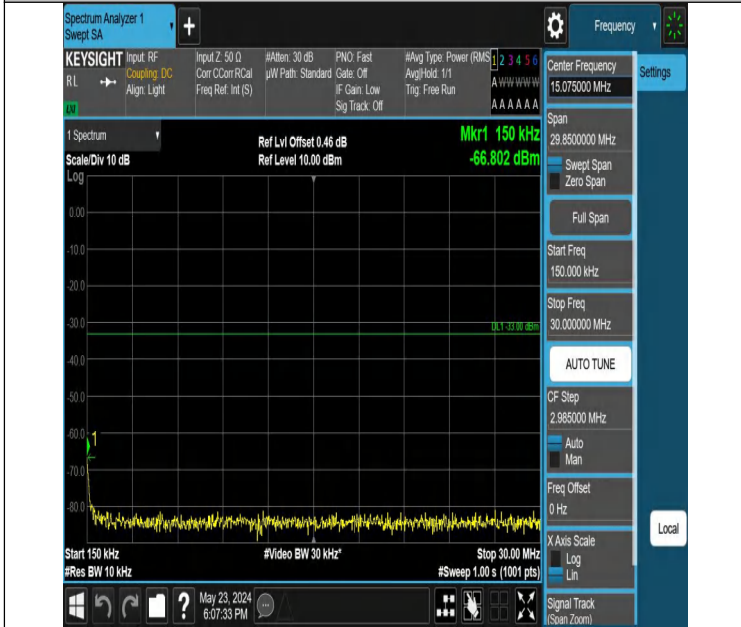 Spectrum Analyzer 1
Swept SA
+
Frequency
KEYSIGHT
RL
Input: RF
Coupling: DC
Align: Light
Input Z: 50 Ω
Corr CCorr RCal
Freq Ref: Int (S)
#Atten: 30 dB
µW Path: Standard
PNO: Fast
Gate: Off
IF Gain: Low
Sig Track: Off
#Avg Type: Power (RMS
Avg|Hold: 1/1
Trig: Free Run
1 2 3 4 5 6
A W W W W W
A A A A A A
1 Spectrum
Scale/Div 10 dB
Ref Lvl Offset 0.46 dB
Ref Level 10.00 dBm
Mkr1 150 kHz
-66.802 dBm
Log
0.00
-10.0
-20.0
-30.0
DL1 -33.00 dBm
-40.0
-50.0
-60.0
1
-70.0
-80.0
Start 150 kHz
#Video BW 30 kHz*
Stop 30.00 MHz
#Res BW 10 kHz
#Sweep 1.00 s (1001 pts)
?
May 23, 2024
6:07:33 PM
Center Frequency
15.075000 MHz
Settings
Span
29.8500000 MHz
Swept Span
Zero Span
Full Span
Start Freq
150.000 kHz
Stop Freq
30.000000 MHz
AUTO TUNE
CF Step
2.985000 MHz
Auto
Man
Freq Offset
0 Hz
X Axis Scale
Log
Lin
Local
Signal Track
(Span Zoom)